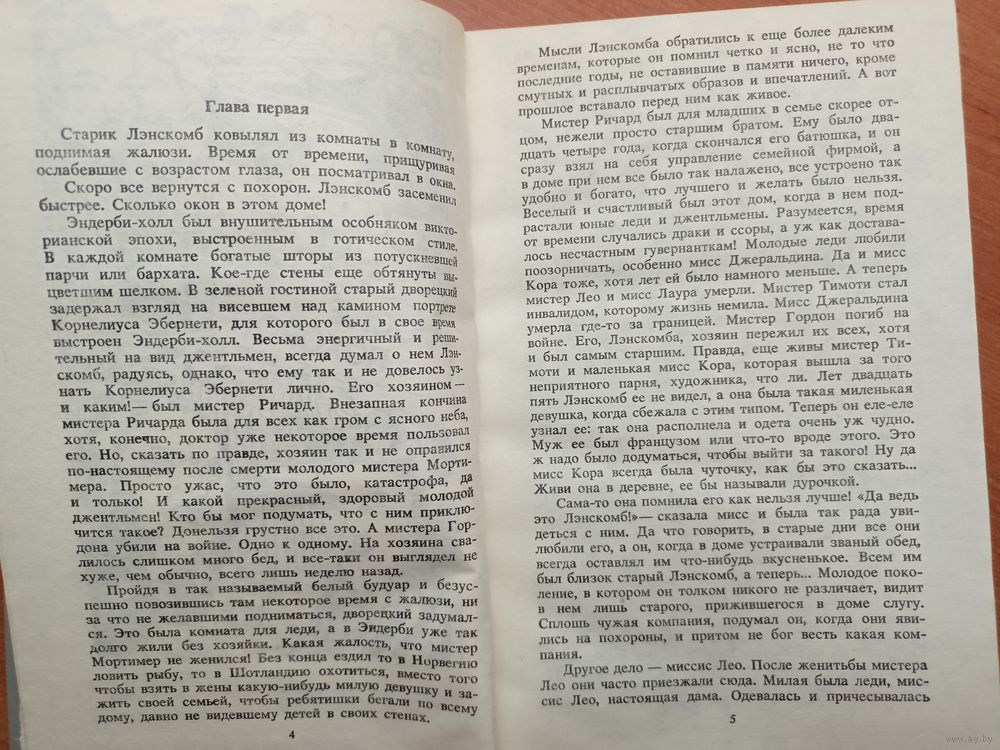 Глава первая
Старик Лэнскомб ковылял из комнаты в комнату,
поднимая жалюзи. Время от времени, прищуривая
ослабевшие с возрастом глаза, он посматривал в окна.
Скоро все вернутся с похорон. Лэнскомб засеменил
быстрее. Сколько окон в этом доме!
Эндерби-холл был внушительным особняком викто-
рианской эпохи, выстроенным в готическом стиле.
В каждой комнате богатые шторы из потускневшей
парчи или бархата. Кое-где стены еще обтянуты вы-
цветшим шелком. В зеленой гостиной старый дворецкий
задержал взгляд на висевшем над камином портрете
Корнелиуса Эбернети, для которого был в свое время
выстроен Эндерби-холл. Весьма энергичный и реши-
тельный на вид джентльмен, всегда думал о нем Лэн-
скомб, радуясь, однако, что ему так и не довелось уз-
нать Корнелиуса Эбернети лично. Его хозяином —
и каким!— был мистер Ричард. Внезапная кончина
мистера Ричарда была для всех как гром с ясного неба,
хотя, конечно, доктор уже некоторое время пользовал
его. Но, сказать по правде, хозяин так и не оправился
по-настоящему после смерти молодого мистераМорти-
мера. Просто ужас, что это было, катастрофа, да
и только! И какой прекрасный, здоровый молодой
джентльмен! Кто бы мог подумать, что с ним приклю-
чится такое? Донельзя грустно все это. А мистера Гор-
дона убили на войне. Одно к одному. На хозяина сва-
лилось слишком много бед, и все-таки он выглядел не
хуже, чем обычно, всего лишь неделю назад.
Пройдя в так называемый белый будуар и безус-
пешно повозившись там некоторое время с жалюзи, ни
за что не желавшими подниматься, дворецкий задумал-
ся. Это была комната для леди, а в Эндерби уже так
долго жили без хозяйки. Какая жалость, что мистер
Мортимер не женился! Без конца ездил то в Норвегию
ловить рыбу, то в Шотландию охотиться, вместо того
чтобы взять в жены какую-нибудь милую девушку и за-
жить своей семьей, чтобы ребятишки бегали по всему
дому, давно не видевшему детей в своих стенах.
4
Мысли Лэнскомба обратились к еще более далеким
временам, которые он помнил четко и ясно, не то что
последние годы, не оставившие в памяти ничего, кроме
смутных и расплывчатых образов и впечатлений. А вот
прошлое вставало перед ним как живое.
Мистер Ричард был для младших в семье скорее от-
цом, нежели просто старшим братом. Ему было два-
дцать четыре года, когда скончался его батюшка, и он
сразу взял на себя управление семейной фирмой, а
в доме при нем все было так налажено, все устроено так
удобно и богато, что лучшего и желать было нельзя.
Веселый и счастливый был этот дом, когда в нем под-
растали юные леди и джентльмены. Разумеется, время
от времени случались драки и ссоры, а уж как достава-
лось несчастным гувернанткам! Молодые леди любили
поозорничать, особенно мисс Джеральдина. Да и мисс
Кора тоже, хотя лет ей было намного меньше. А теперь
мистер Лео и мисс Лаура умерли. Мистер Тимоти стал
инвалидом, которому жизнь немила. Мисс Джеральдина
умерла где-то за границей. Мистер Гордон погиб на
войне. Его, Лэнскомба, хозяин пережил их всех, хотя
и был самым старшим. Правда, еще живы мистер Ти-
моти и маленькая мисс Кора, которая вышла за того
неприятного парня, художника, что ли. Лет двадцать
пять Лэнскомб ее не видел, а она была такая миленькая
девушка, когда сбежала с этим типом. Теперь он еле-еле
узнал ее: так она располнела и одета очень уж чудно.
Муж ее был французом или что-то вроде этого. Это
ж надо было додуматься, чтобы выйти за такого! Ну да
мисс Кора всегда была чуточку, как бы это сказать...
Живи она в деревне, ее бы называли дурочкой.
Сама-то она помнила его как нельзя лучше! «Да ведь
это Лэнскомб!»— сказала мисс и была так рада уви-
деться с ним. Да что говорить, в старые дни все они
любили его, а он, когда в доме устраивали званый обед,
всегда оставлял им что-нибудь вкусненькое. Всем им
был близок старый Лэнскомб, а теперь... Молодое поко-
ление, в котором он толком никого не различает, видит
в нем лишь старого, прижившегося в доме слугу.
Сплошь чужая компания, подумал он, когда они яви-
лись на похороны, и притом не бог весть какая ком-
пания.
Другое дело — миссис Лео. После женитьбы мистера
Лео они часто приезжали сюда. Милая была леди, мис-
сис Лео, настоящая дама. Одевалась и причесывалась
5
www.ay.by